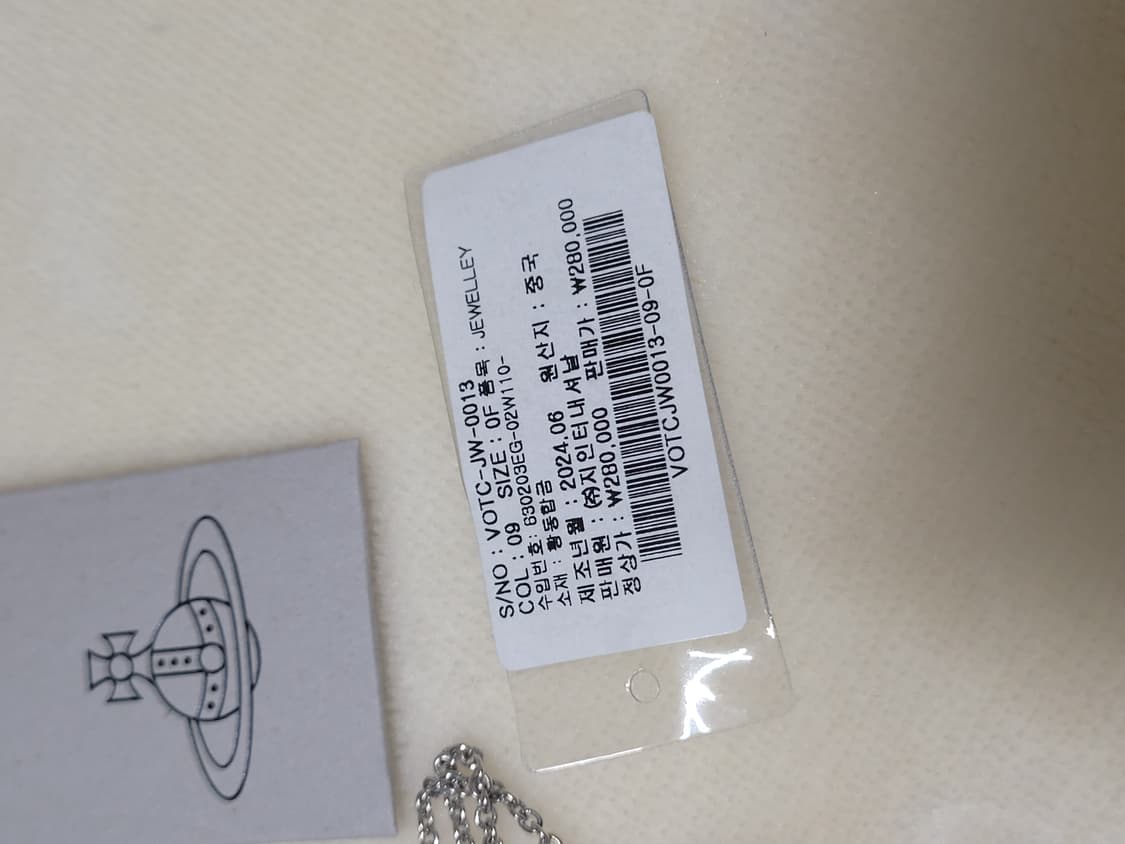 S/NO : VOTC-JW-0013
COL : 09 SIZE : 0F 품목 : JEWELLEY
수입번호: 630203EG-02W110-
소재 : 황동합금 원산지 : 중국
제조년월 : 2024.06
판매원 : (주)지인터내셔날
정상가 : ₩280,000 판매가 : ₩280,000
VOTCJW0013-09-0F